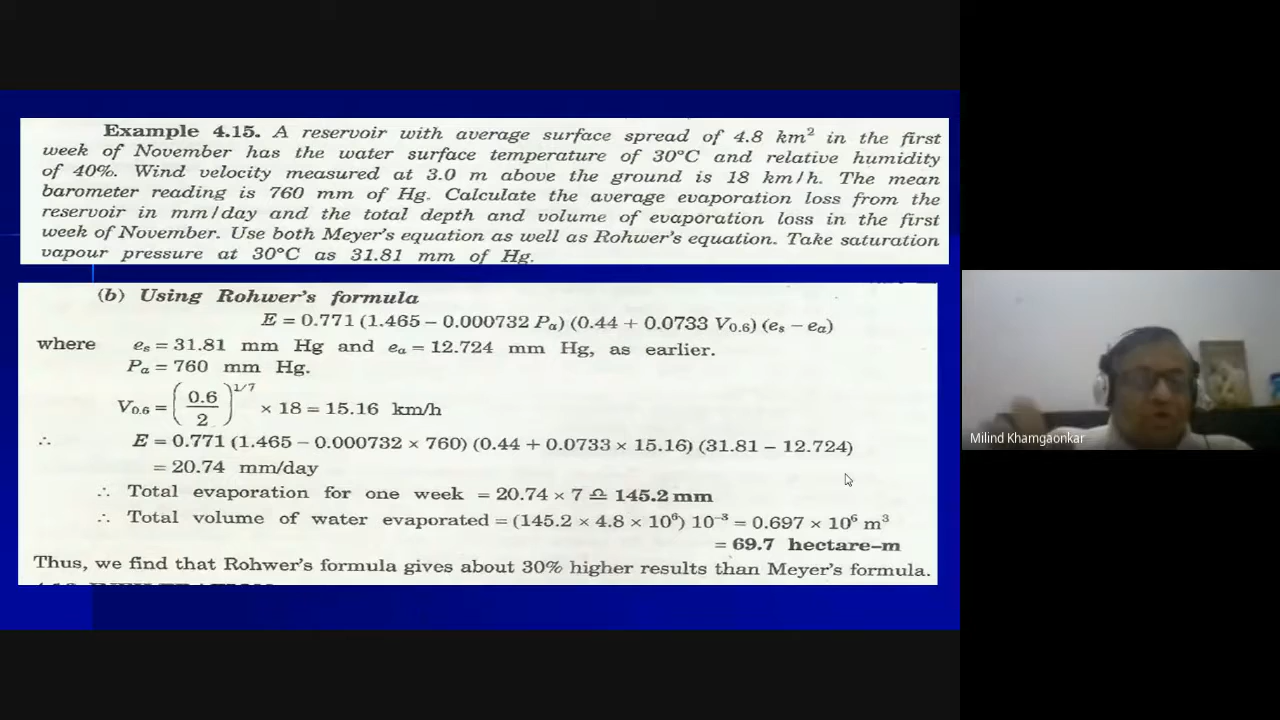 Example 4.15. A reservoir with average surface spread of 4.8 km² in the first
week of November has the water surface temperature of 30°C and relative humidity
of 40%. Wind velocity measured at 3.0 m above the ground is 18 km/h. The mean
barometer reading is 760 mm of Hg. Calculate the average evaporation loss from the
reservoir in mm/day and the total depth and volume of evaporation loss in the first
week of November. Use both Meyer's equation as well as Rohwer's equation. Take saturation
vapour pressure at 30°C as 31.81 mm of Hg.
(b) Using Rohwer's formula
E = 0.771 (1.465 – 0.000732 Pₐ) (0.44 + 0.0733 V₀.₆) (eₛ – eₐ)
where eₛ = 31.81 mm Hg and eₐ = 12.724 mm Hg, as earlier.
Pₐ = 760 mm Hg.
V₀.₆ = (0.6/2)^1/7 × 18 = 15.16 km/h
∴ E = 0.771 (1.465 – 0.000732 × 760) (0.44 + 0.0733 × 15.16) (31.81 – 12.724)
= 20.74 mm/day
∴ Total evaporation for one week = 20.74 × 7 ≏ 145.2 mm
∴ Total volume of water evaporated = (145.2 × 4.8 × 10⁶) 10⁻³ = 0.697 × 10⁶ m³
= 69.7 hectare-m
Thus, we find that Rohwer's formula gives about 30% higher results than Meyer's formula.
Milind Khamgaonkar